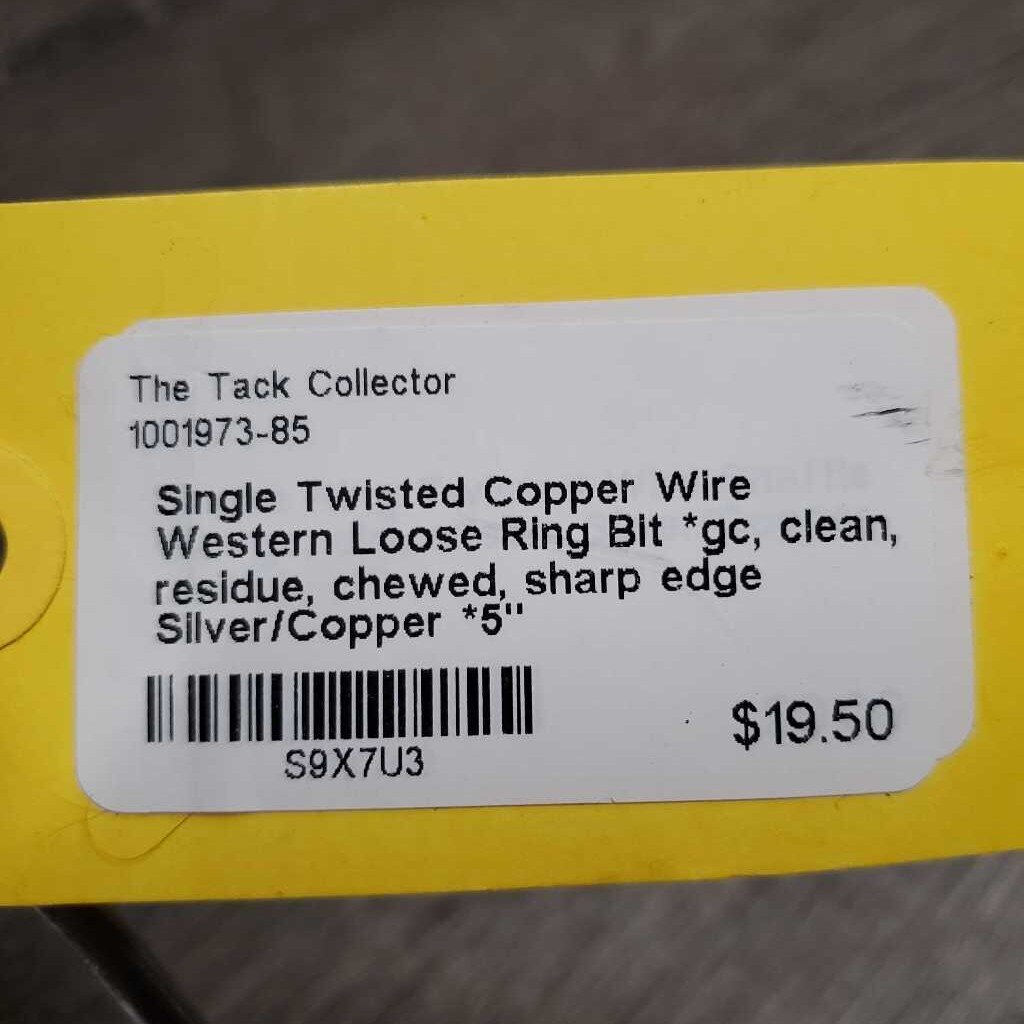 The Tack Collector
1001973-85
Single Twisted Copper Wire
Western Loose Ring Bit *gc, clean,
residue, chewed, sharp edge
Silver/Copper *5"
S9X7U3
$19.50